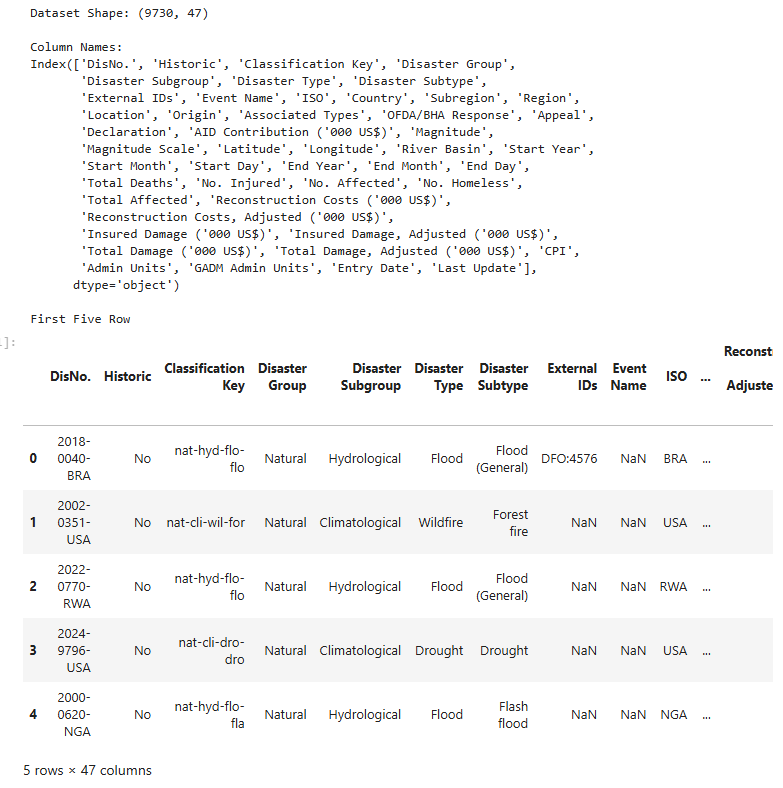 Dataset Shape: (9730, 47)
Column Names:
Index(['DisNo.', 'Historic', 'Classification Key', 'Disaster Group',
'Disaster Subgroup', 'Disaster Type', 'Disaster Subtype',
'External IDs', 'Event Name', 'ISO', 'Country', 'Subregion', 'Region',
'Location', 'Origin', 'Associated Types', 'OFDA/BHA Response', 'Appeal',
'Declaration', 'AID Contribution ('000 US$)', 'Magnitude',
'Magnitude Scale', 'Latitude', 'Longitude', 'River Basin', 'Start Year',
'Start Month', 'Start Day', 'End Year', 'End Month', 'End Day',
'Total Deaths', 'No. Injured', 'No. Affected', 'No. Homeless',
'Total Affected', 'Reconstruction Costs ('000 US$)',
'Reconstruction Costs, Adjusted ('000 US$)',
'Insured Damage ('000 US$)', 'Insured Damage, Adjusted ('000 US$)',
'Total Damage ('000 US$)', 'Total Damage, Adjusted ('000 US$)', 'CPI',
'Admin Units', 'GADM Admin Units', 'Entry Date', 'Last Update'],
dtype='object')
First Five Row
]:
Reconst
DisNo. Historic Classification Key Disaster Group Disaster Subgroup Disaster Type Disaster Subtype External IDs Event Name ISO ... Adjuste
0 2018-0040-BRA No nat-hyd-flo-flo Natural Hydrological Flood Flood (General) DFO:4576 NaN BRA ...
1 2002-0351-USA No nat-cli-wil-for Natural Climatological Wildfire Forest fire NaN NaN USA ...
2 2022-0770-RWA No nat-hyd-flo-flo Natural Hydrological Flood Flood (General) NaN NaN RWA ...
3 2024-9796-USA No nat-cli-dro-dro Natural Climatological Drought Drought NaN NaN USA ...
4 2000-0620-NGA No nat-hyd-flo-fla Natural Hydrological Flood Flash flood NaN NaN NGA ...
5 rows × 47 columns